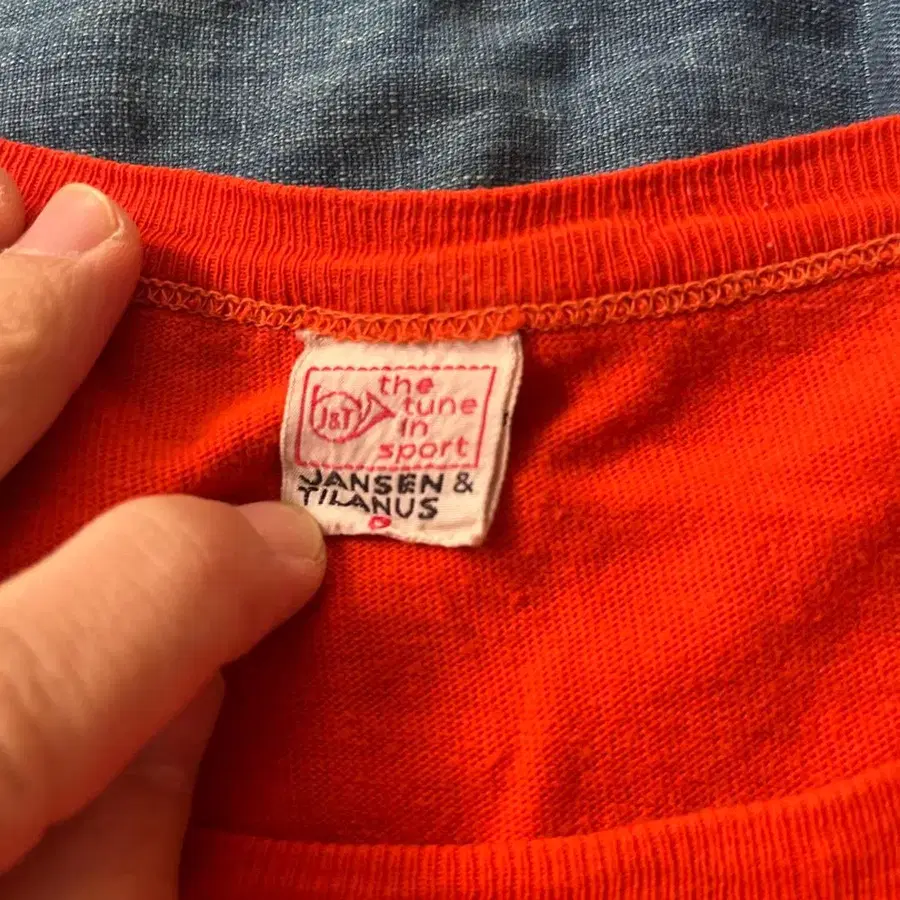 J&T
the
tune
in
sport
JANSEN &
TILANUS